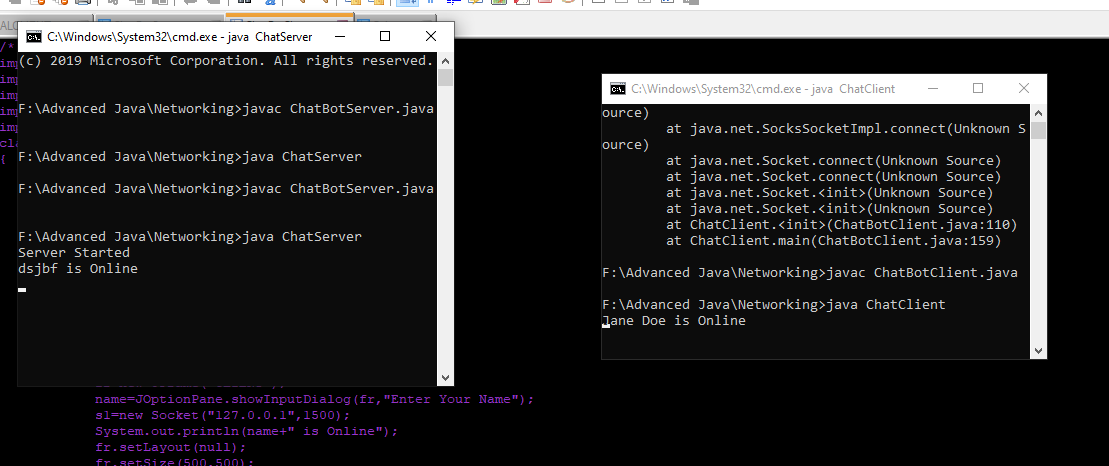 ALO
C:\Windows\System32\cmd.exe - java ChatServer
(c) 2019 Microsoft Corporation. All rights reserved.
F:\Advanced Java\Networking>javac ChatBotServer.java
F:\Advanced Java\Networking>java ChatServer
F:\Advanced Java\Networking>javac ChatBotServer.java
F:\Advanced Java\Networking>java ChatServer
Server Started
dsjbf is Online
C:\Windows\System32\cmd.exe - java ChatClient
ource)
at java.net.SocksSocketImpl.connect(Unknown S
ource)
at java.net.Socket.connect(Unknown Source)
at java.net.Socket.connect(Unknown Source)
at java.net.Socket.<init>(Unknown Source)
at java.net.Socket.<init>(Unknown Source)
at ChatClient.<init>(ChatBotClient.java:110)
at ChatClient.main(ChatBotClient.java:159)
F:\Advanced Java\Networking>javac ChatBotClient.java
F:\Advanced Java\Networking>java ChatClient
Jane Doe is Online
/*
imp
imp
imp
imp
imp
cla
{
name=JOptionPane.showInputDialog(fr,"Enter Your Name");
s1=new Socket("127.0.0.1",1500);
System.out.println(name+" is Online");
fr.setLayout(null);
fr.setSize(500,500);